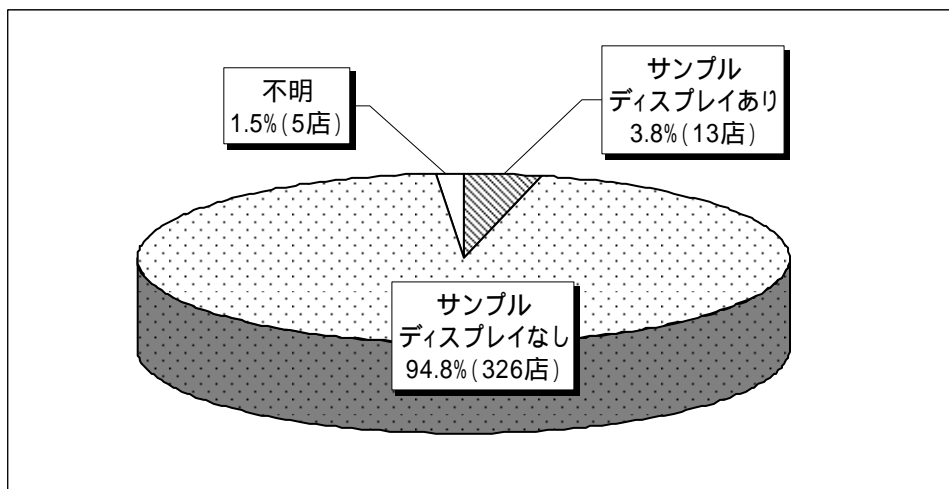 不明
1.5%(5店)
サンプル
ディスプレイあり
3.8%(13店)
サンプル
ディスプレイなし
94.8%(326店)